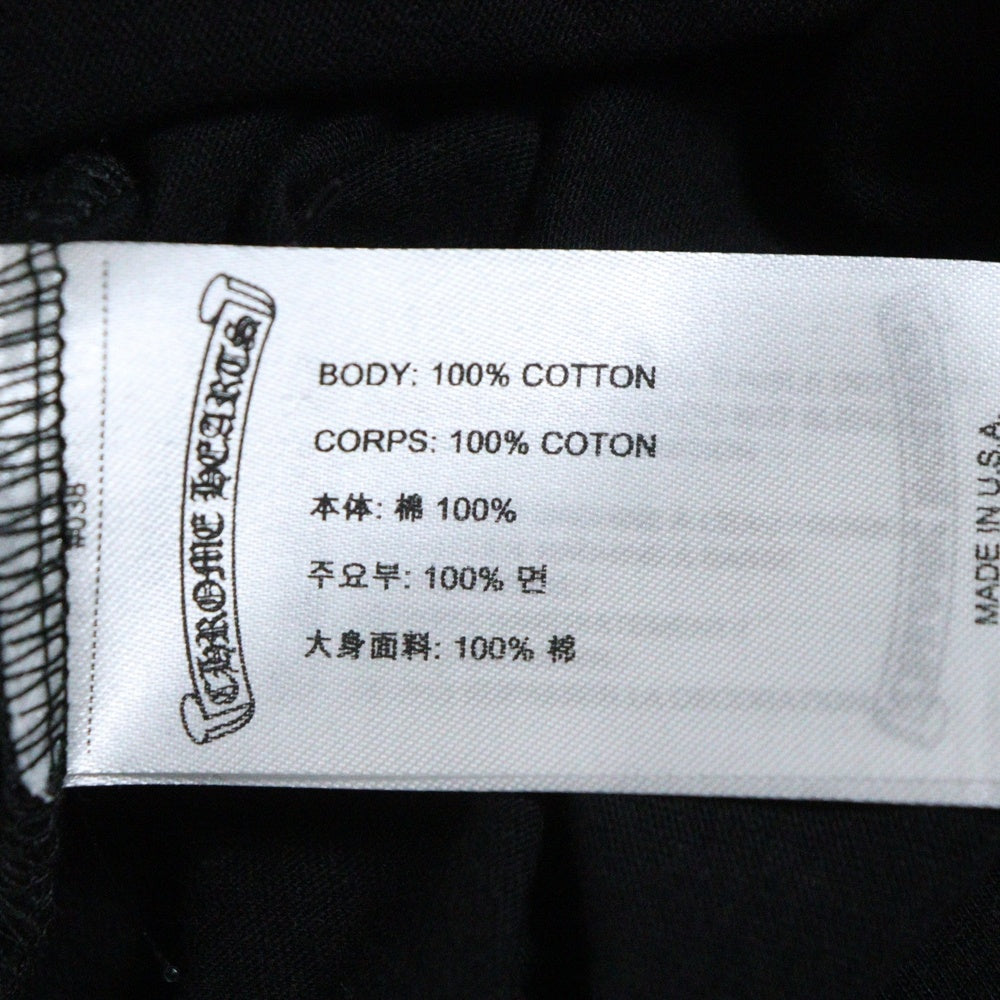 #038
CHROME HEARTS
BODY: 100% COTTON
CORPS: 100% COTON
本体: 棉 100%
주요부: 100% 면
大身面料: 100% 棉
MADE IN U.S.A.